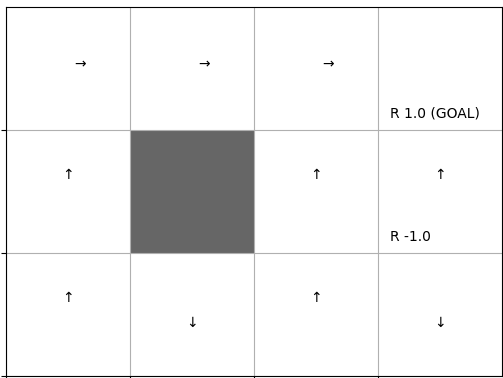 → → →
R 1.0 (GOAL)
↑ ↑ ↑
R -1.0
↑ ↑
↓ ↓